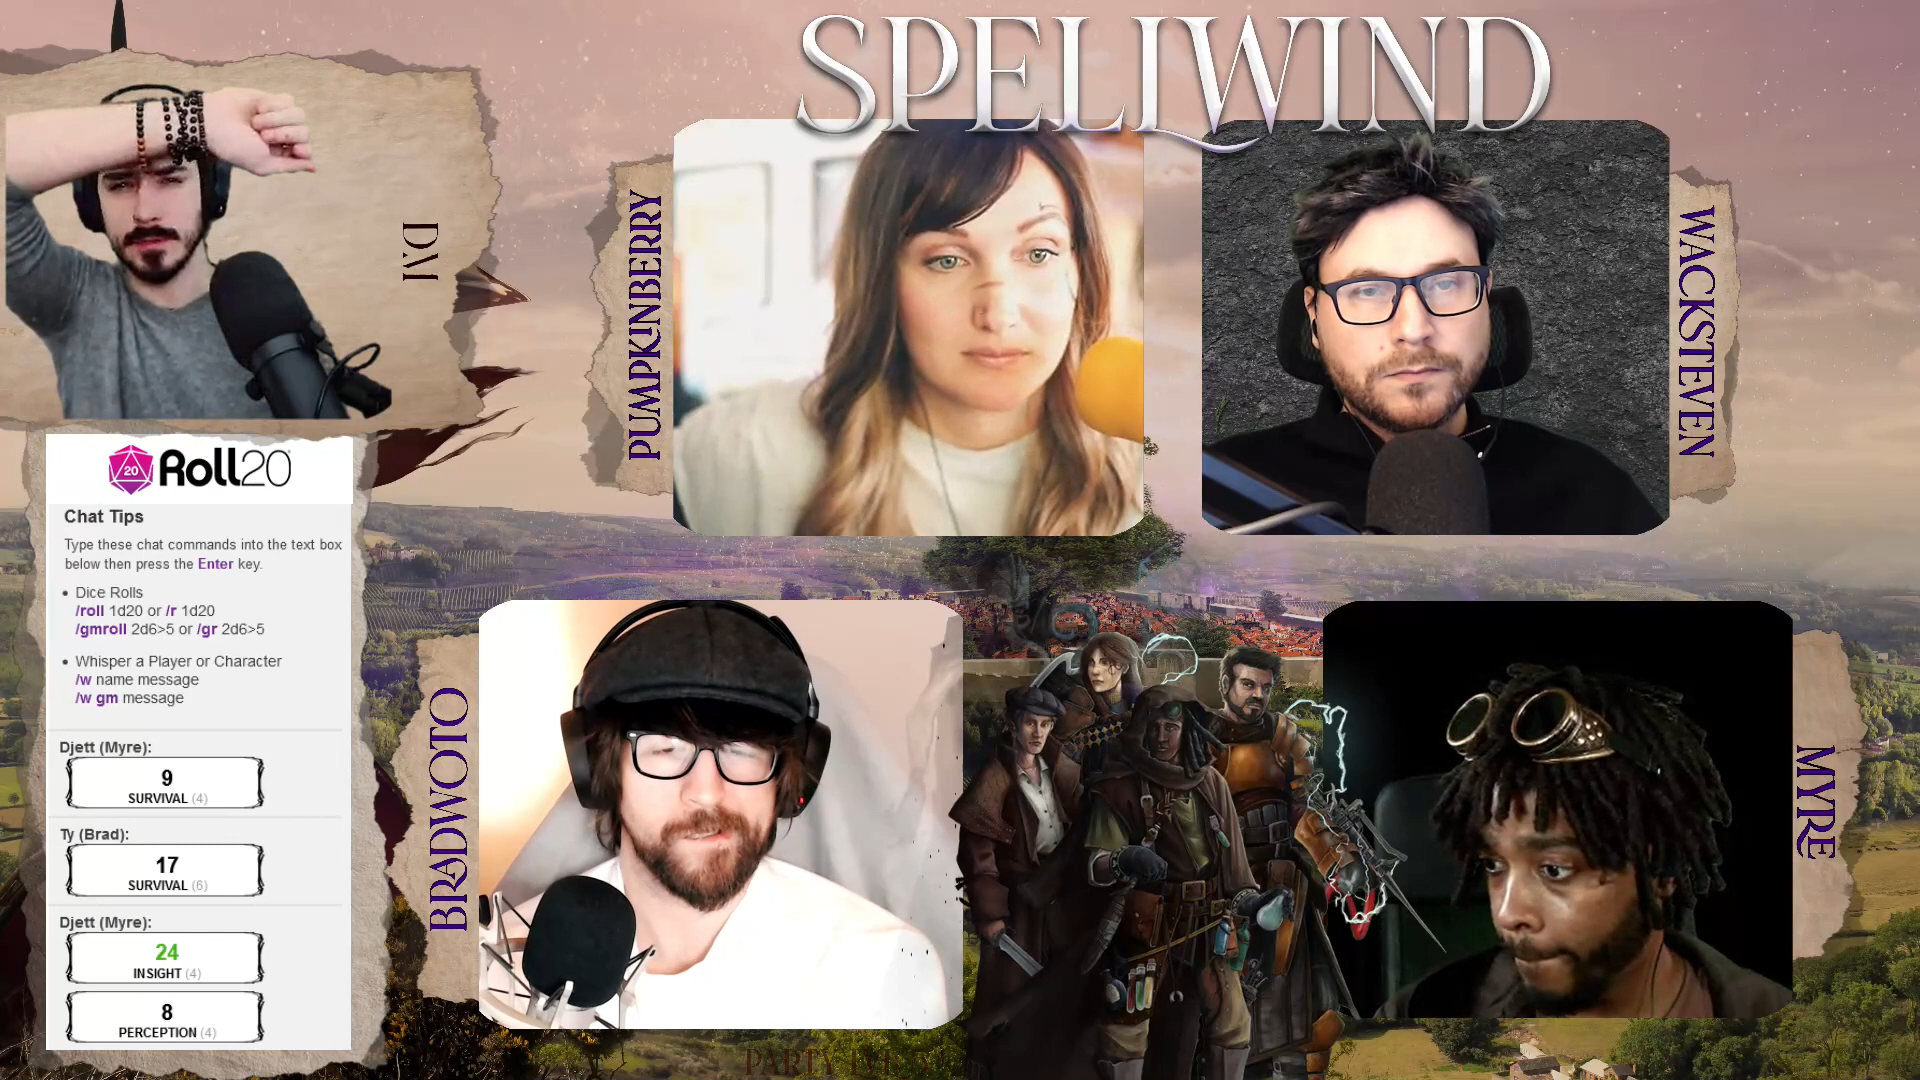 SPELLWIND
DM
PUMPKINBERRY
WACKSTEVEN
20
Roll20
Chat Tips
Type these chat commands into the text box
below then press the Enter key.
• Dice Rolls
/roll 1d20 or /r 1d20
/gmroll 2d6>5 or /gr 2d6>5
• Whisper a Player or Character
/w name message
/w gm message
Djett (Myre):
9
SURVIVAL (4)
Ty (Brad):
17
SURVIVAL (6)
Djett (Myre):
24
INSIGHT (4)
8
PERCEPTION (4)
BRADWOTO
MYRE
PARTY LVL